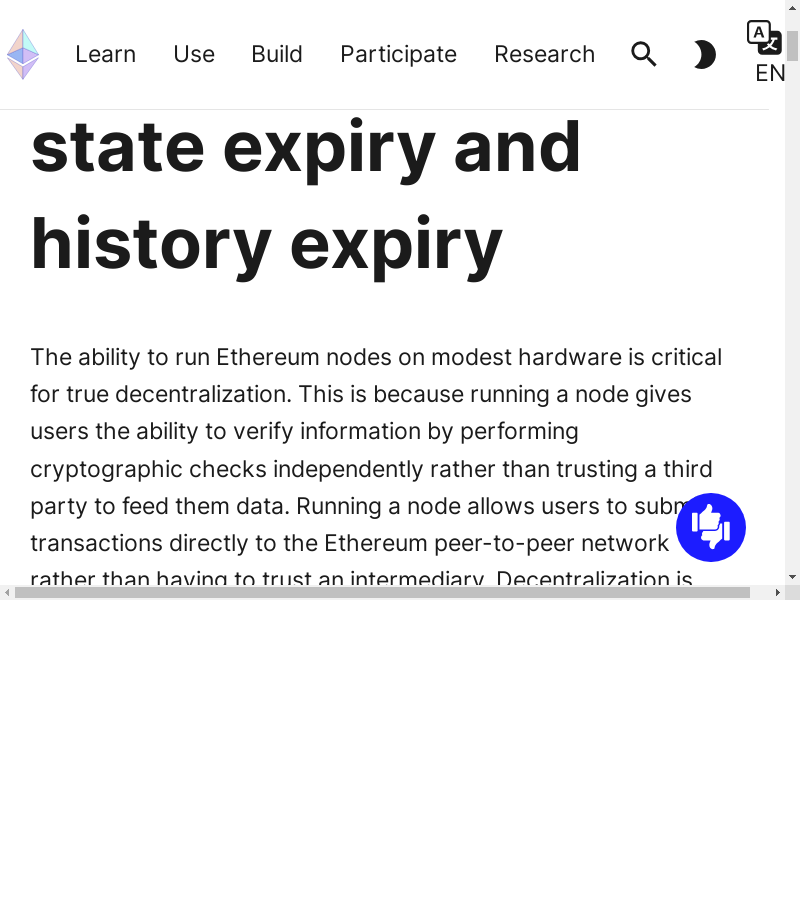 Learn Use Build Participate Research
A
文
EN
state expiry and
history expiry
The ability to run Ethereum nodes on modest hardware is critical
for true decentralization. This is because running a node gives
users the ability to verify information by performing
cryptographic checks independently rather than trusting a third
party to feed them data. Running a node allows users to subm
transactions directly to the Ethereum peer-to-peer network
rather than having to trust an intermediary. Decentralization is